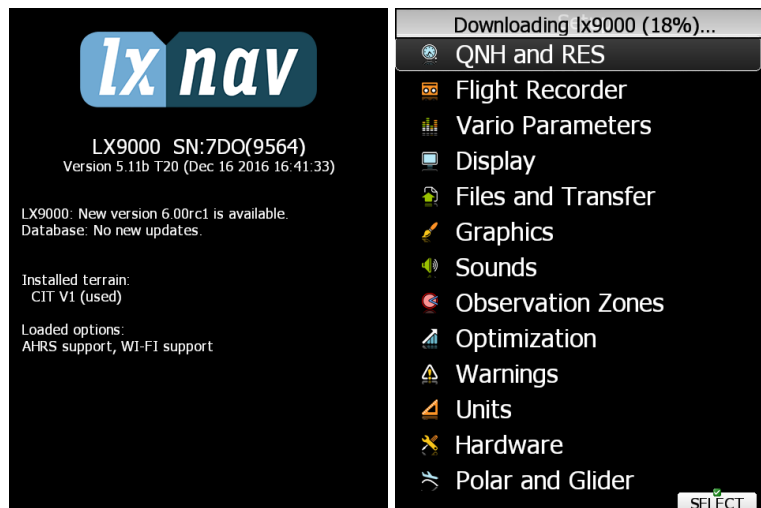 lx nav
LX9000 SN:7DO(9564)
Version 5.11b T20 (Dec 16 2016 16:41:33)
LX9000: New version 6.00rc1 is available.
Database: No new updates.
Installed terrain:
CIT V1 (used)
Loaded options:
AHRS support, WI-FI support
Downloading lx9000 (18%)...
QNH and RES
Flight Recorder
Vario Parameters
Display
Files and Transfer
Graphics
Sounds
Observation Zones
Optimization
Warnings
Units
Hardware
Polar and Glider
SELECT